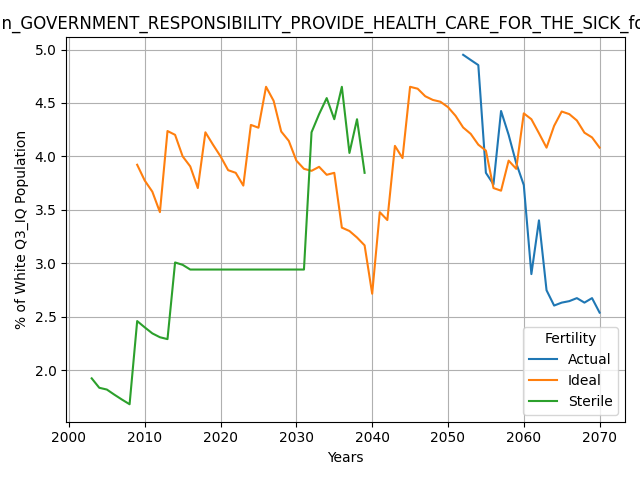 n_GOVERNMENT_RESPONSIBILITY_PROVIDE_HEALTH_CARE_FOR_THE_SICK_fo
5.0
4.5
4.0
3.5
3.0
2.5
2.0
% of White Q3_IQ Population
2000
2010
2020
2030
2040
2050
2060
2070
Years
Fertility
Actual
Ideal
Sterile